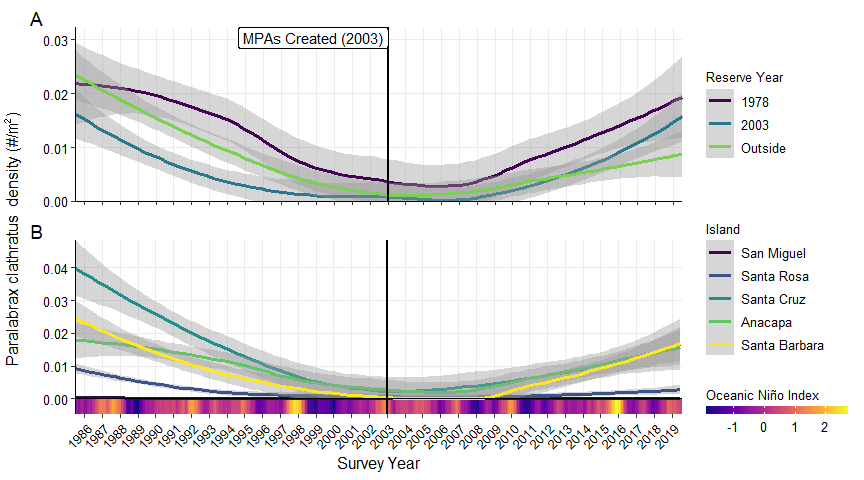 A
MPAs Created (2003)
0.03
0.02
0.01
0.00
Reserve Year
1978
2003
Outside
Paralabrax clathratus density (#/m²)
B
0.04
0.03
0.02
0.01
0.00
Island
San Miguel
Santa Rosa
Santa Cruz
Anacapa
Santa Barbara
Oceanic Niño Index
-1 0 1 2
1986 1987 1988 1989 1990 1991 1992 1993 1994 1995 1996 1997 1998 1999 2000 2001 2002 2003 2004 2005 2006 2007 2008 2009 2010 2011 2012 2013 2014 2015 2016 2017 2018 2019
Survey Year